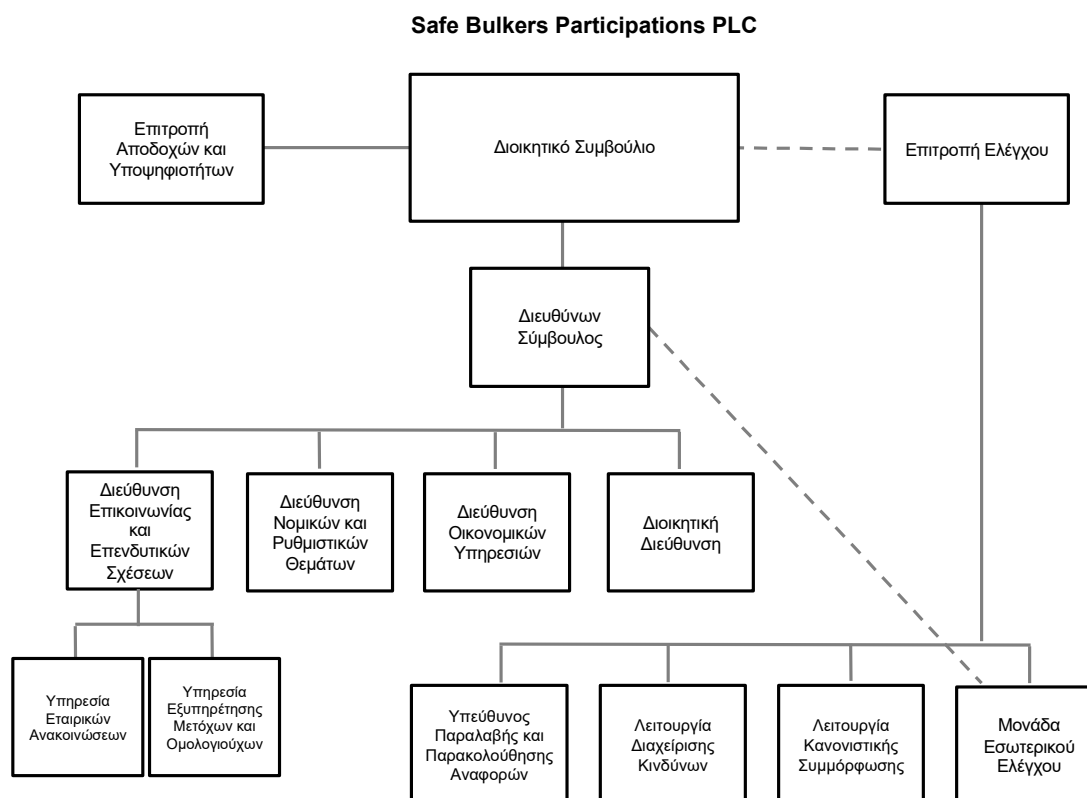 Safe Bulkers Participations PLC
Επιτροπή
Αποδοχών και
Υποψηφιοτήτων
Διοικητικό Συμβούλιο
Επιτροπή Ελέγχου
Διευθύνων
Σύμβουλος
Διεύθυνση
Επικοινωνίας
και
Επενδυτικών
Σχέσεων
Διεύθυνση
Νομικών και
Ρυθμιστικών
Θεμάτων
Διεύθυνση
Οικονομικών
Υπηρεσιών
Διοικητική
Διεύθυνση
Υπηρεσία
Εταιρικών
Ανακοινώσεων
Υπηρεσία
Εξυπηρέτησης
Μετόχων και
Ομολογιούχων
Υπεύθυνος
Παραλαβής και
Παρακολούθησης
Αναφορών
Λειτουργία
Διαχείρισης
Κινδύνων
Λειτουργία
Κανονιστικής
Συμμόρφωσης
Μονάδα
Εσωτερικού
Ελέγχου